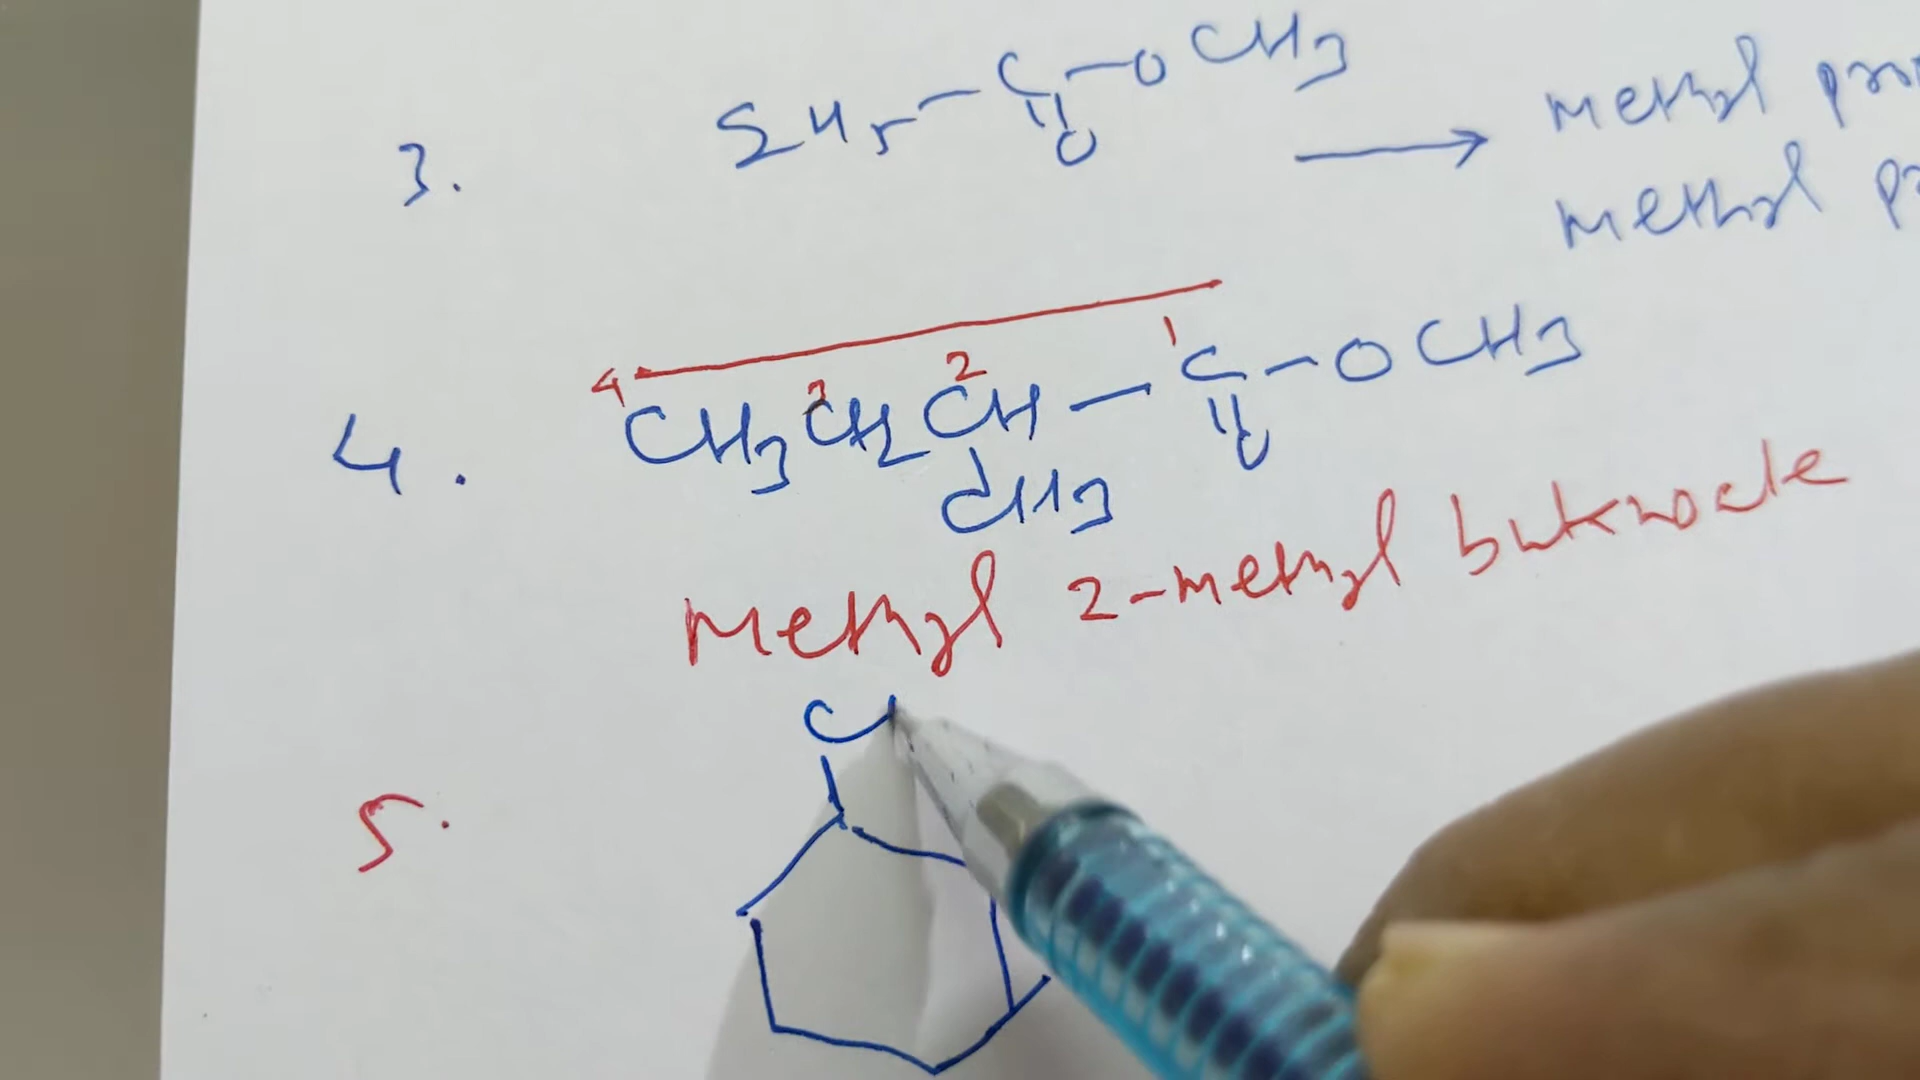 3. C2H5-C-OCH3
O
methyl
methyl
4 3 2 1
4. CH3CH2CH-C-OCH3
CH3 O
Methyl 2-methyl butanoate
5. C